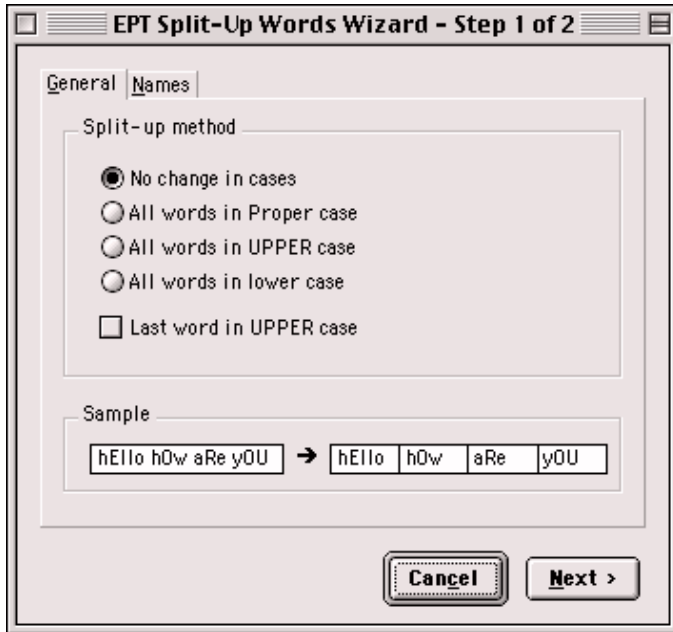 EPT Split-Up Words Wizard - Step 1 of 2
General Names
Split-up method
No change in cases
All words in Proper case
All words in UPPER case
All words in lower case
Last word in UPPER case
Sample
hEllo hOw aRe yOU → hEllo hOw aRe yOU
Cancel Next >